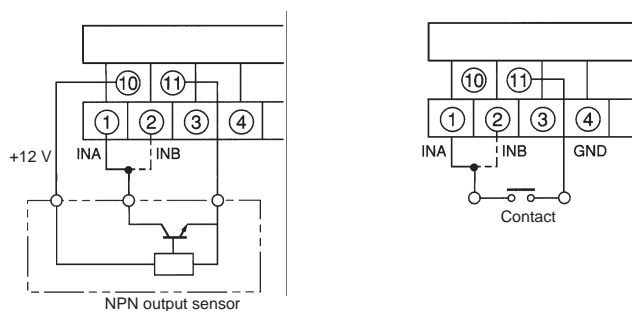 10 11
1 2 3 4
INA INB
+12 V
NPN output sensor
10 11
1 2 3 4
INA INB GND
Contact